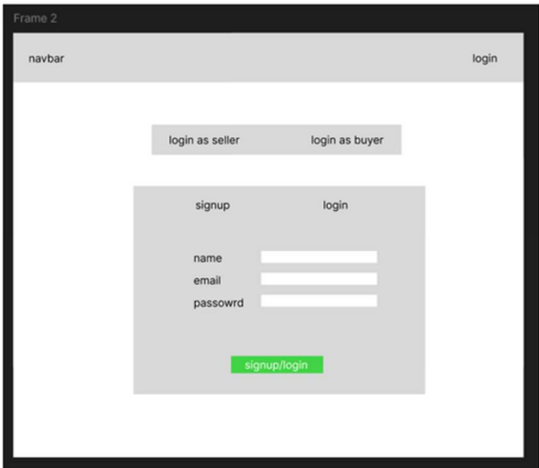 Frame 2
navbar login
login as seller login as buyer
signup login
name
email
passowrd
signup/login